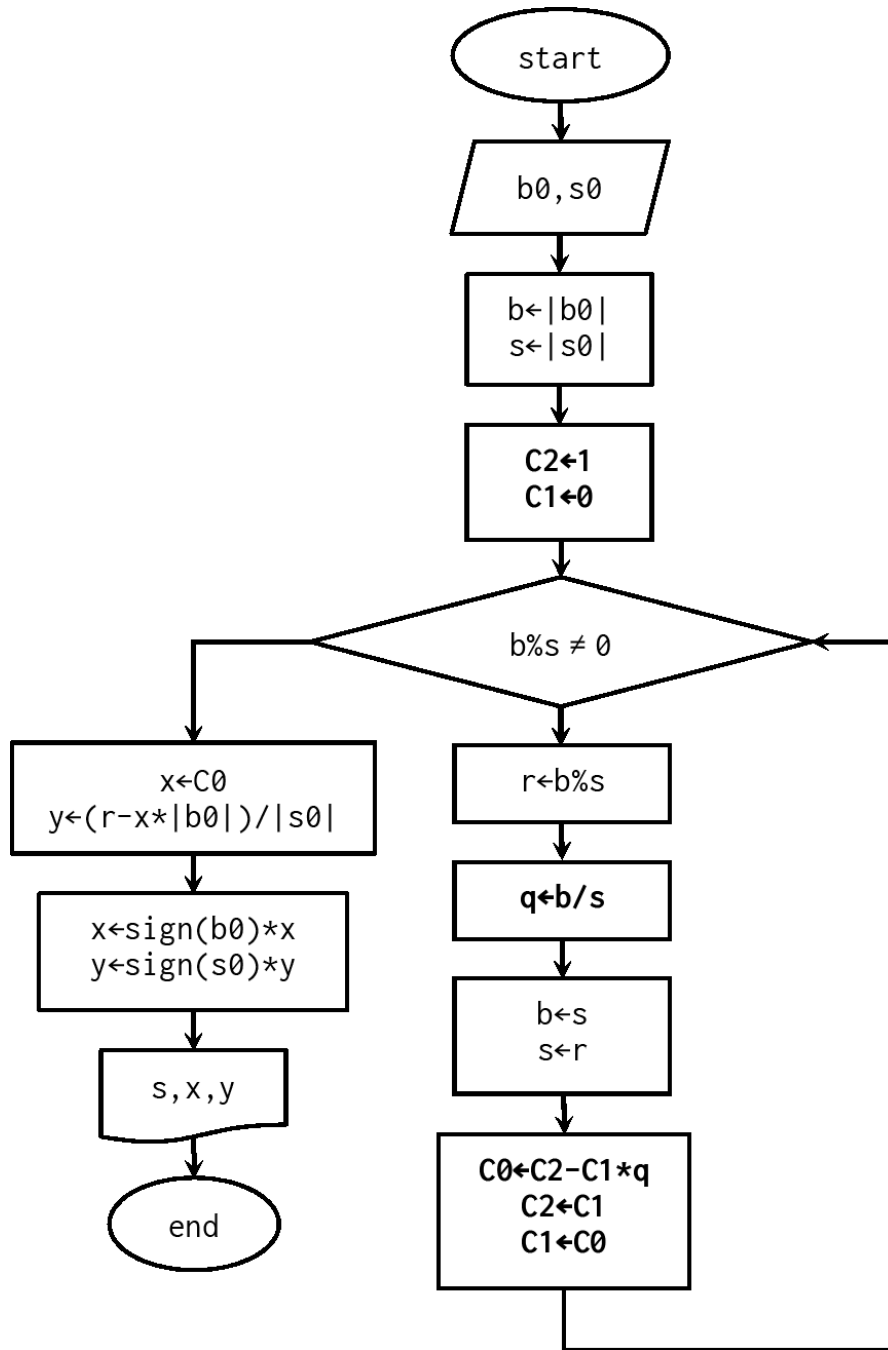 start
b0,s0
b←|b0|
s←|s0|
C2←1
C1←0
b%s ≠ 0
r←b%s
q←b/s
b←s
s←r
C0←C2-C1*q
C2←C1
C1←C0
x←C0
y←(r-x*|b0|)/|s0|
x←sign(b0)*x
y←sign(s0)*y
s,x,y
end